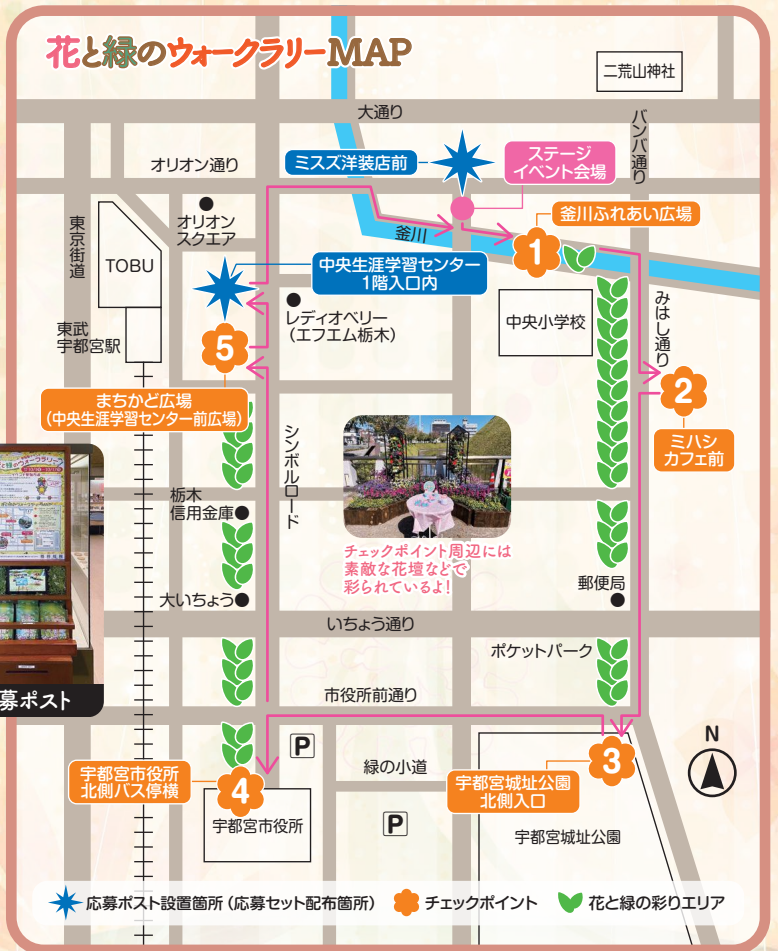 花と緑のウォークラリーMAP
二荒山神社
大通り
バンバ通り
オリオン通り
ミスズ洋装店前
ステージ
イベント会場
オリオン
スクエア
東京街道
TOBU
釜川
1
釜川ふれあい広場
中央生涯学習センター
1階入口内
レディオベリー
(エフエム栃木)
中央小学校
みはし通り
東武
宇都宮駅
5
まちかど広場
(中央生涯学習センター前広場)
2
ミハシ
カフェ前
シンボルロード
栃木
信用金庫
チェックポイント周辺には
素敵な花壇などで
彩られているよ!
大いちょう
郵便局
いちょう通り
ポケットパーク
募ポスト
市役所前通り
P
N
宇都宮市役所
北側バス停横
4
緑の小道
宇都宮城址公園
北側入口
3
宇都宮市役所
P
宇都宮城址公園
応募ポスト設置箇所(応募セット配布箇所)
チェックポイント
花と緑の彩りエリア